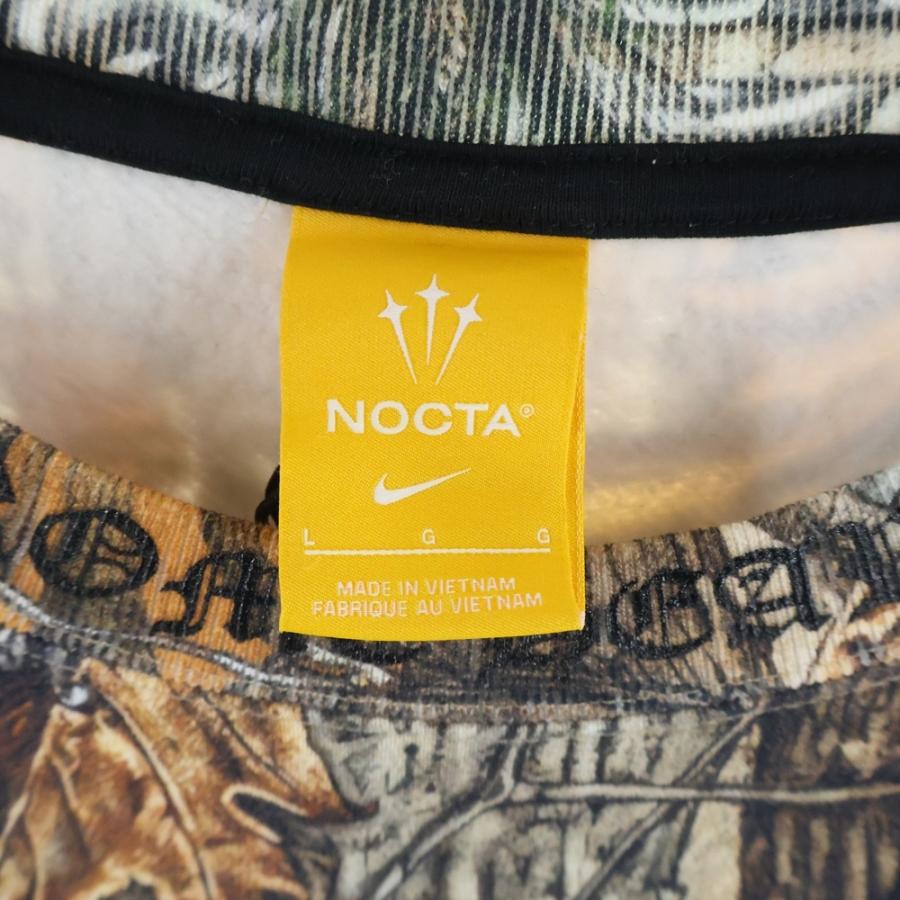 NOCTA®
L G G
MADE IN VIETNAM
FABRIQUE AU VIETNAM